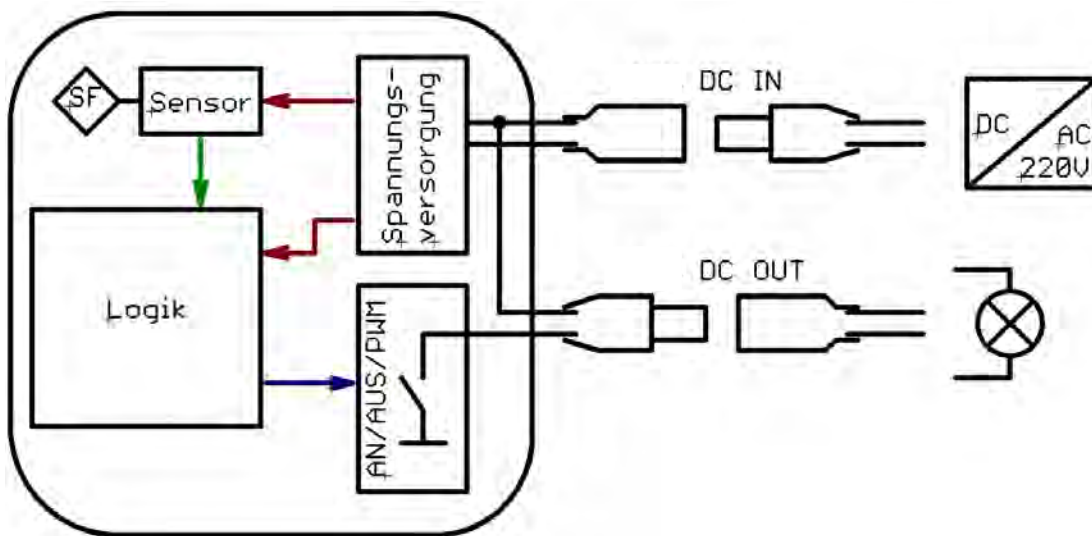 SF
Sensor
Spannungs-
versorgung
DC IN
DC
AC
220V
Logik
AN/AUS/PWM
DC OUT